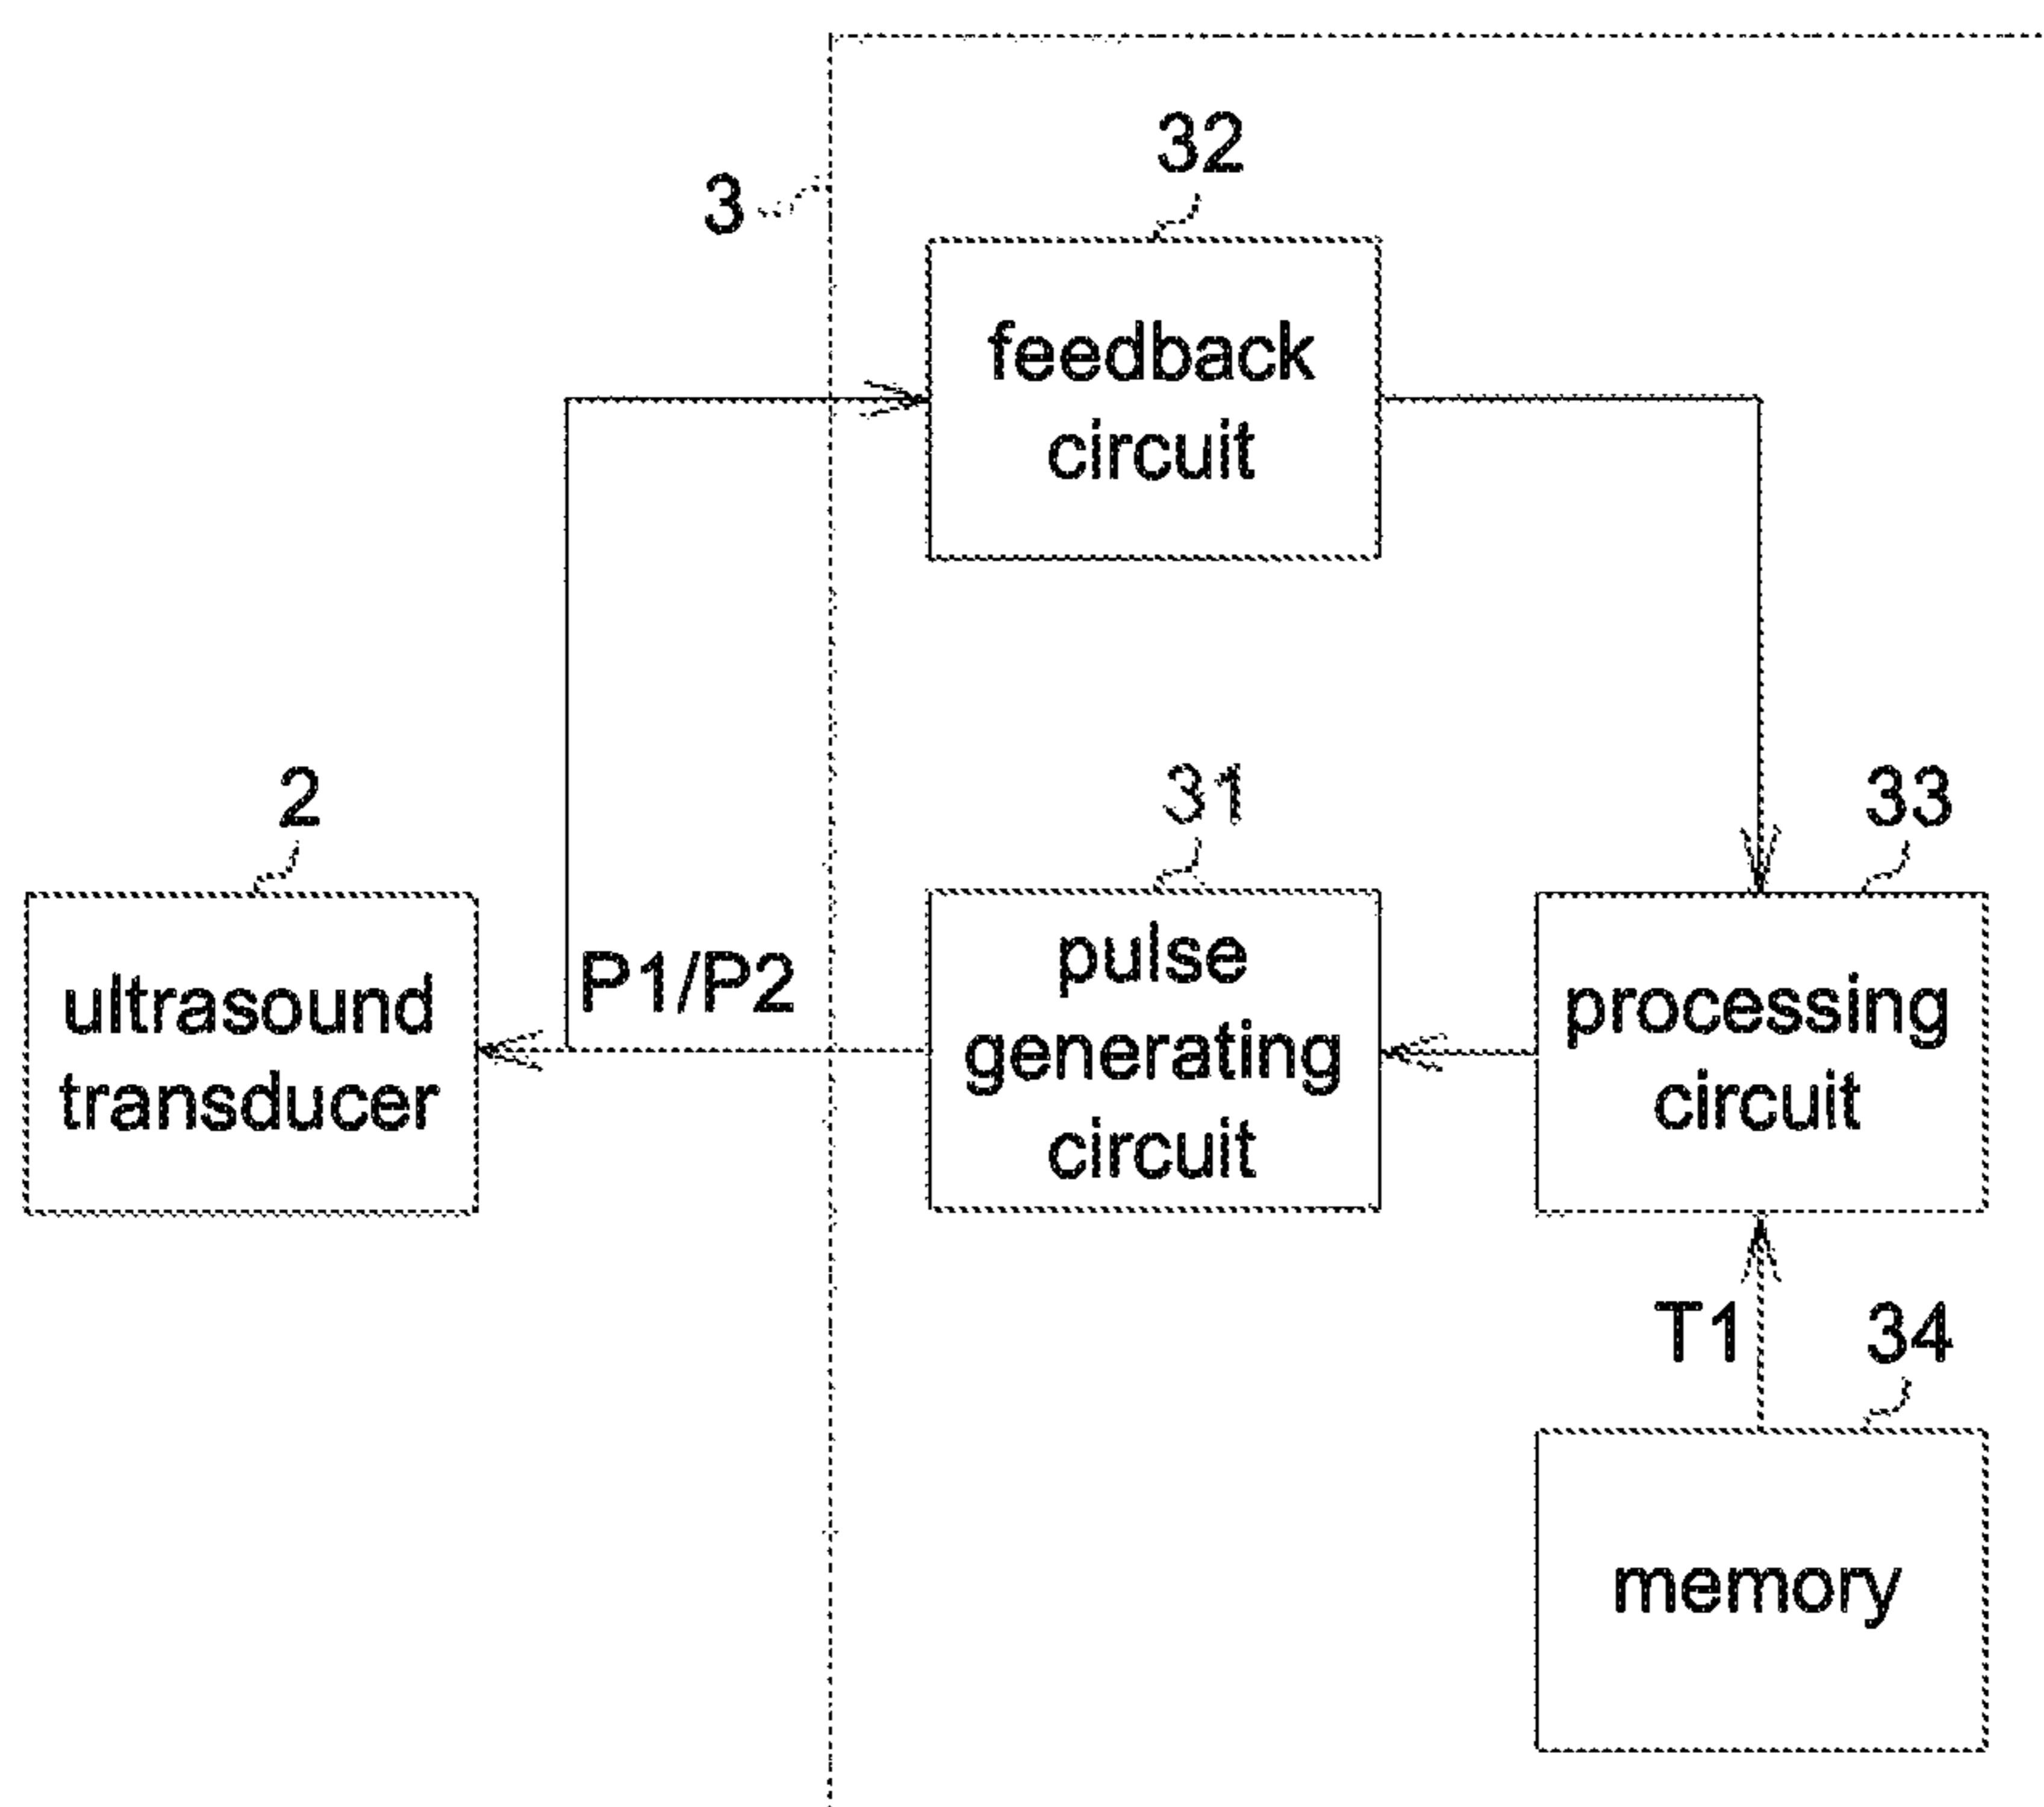 32
3
feedback
circuit
2
31
33
ultrasound
transducer
P1/P2
pulse
generating
circuit
processing
circuit
T1
34
memory